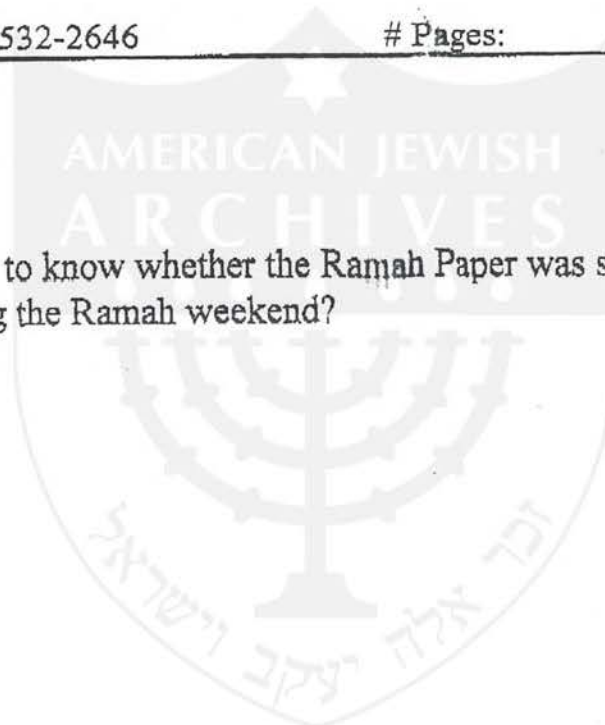 532-2646 # Pages:
AMERICAN JEWISH
ARCHIVES
to know whether the Ramah Paper was s
g the Ramah weekend?
זכר אלה יעקב וישראל